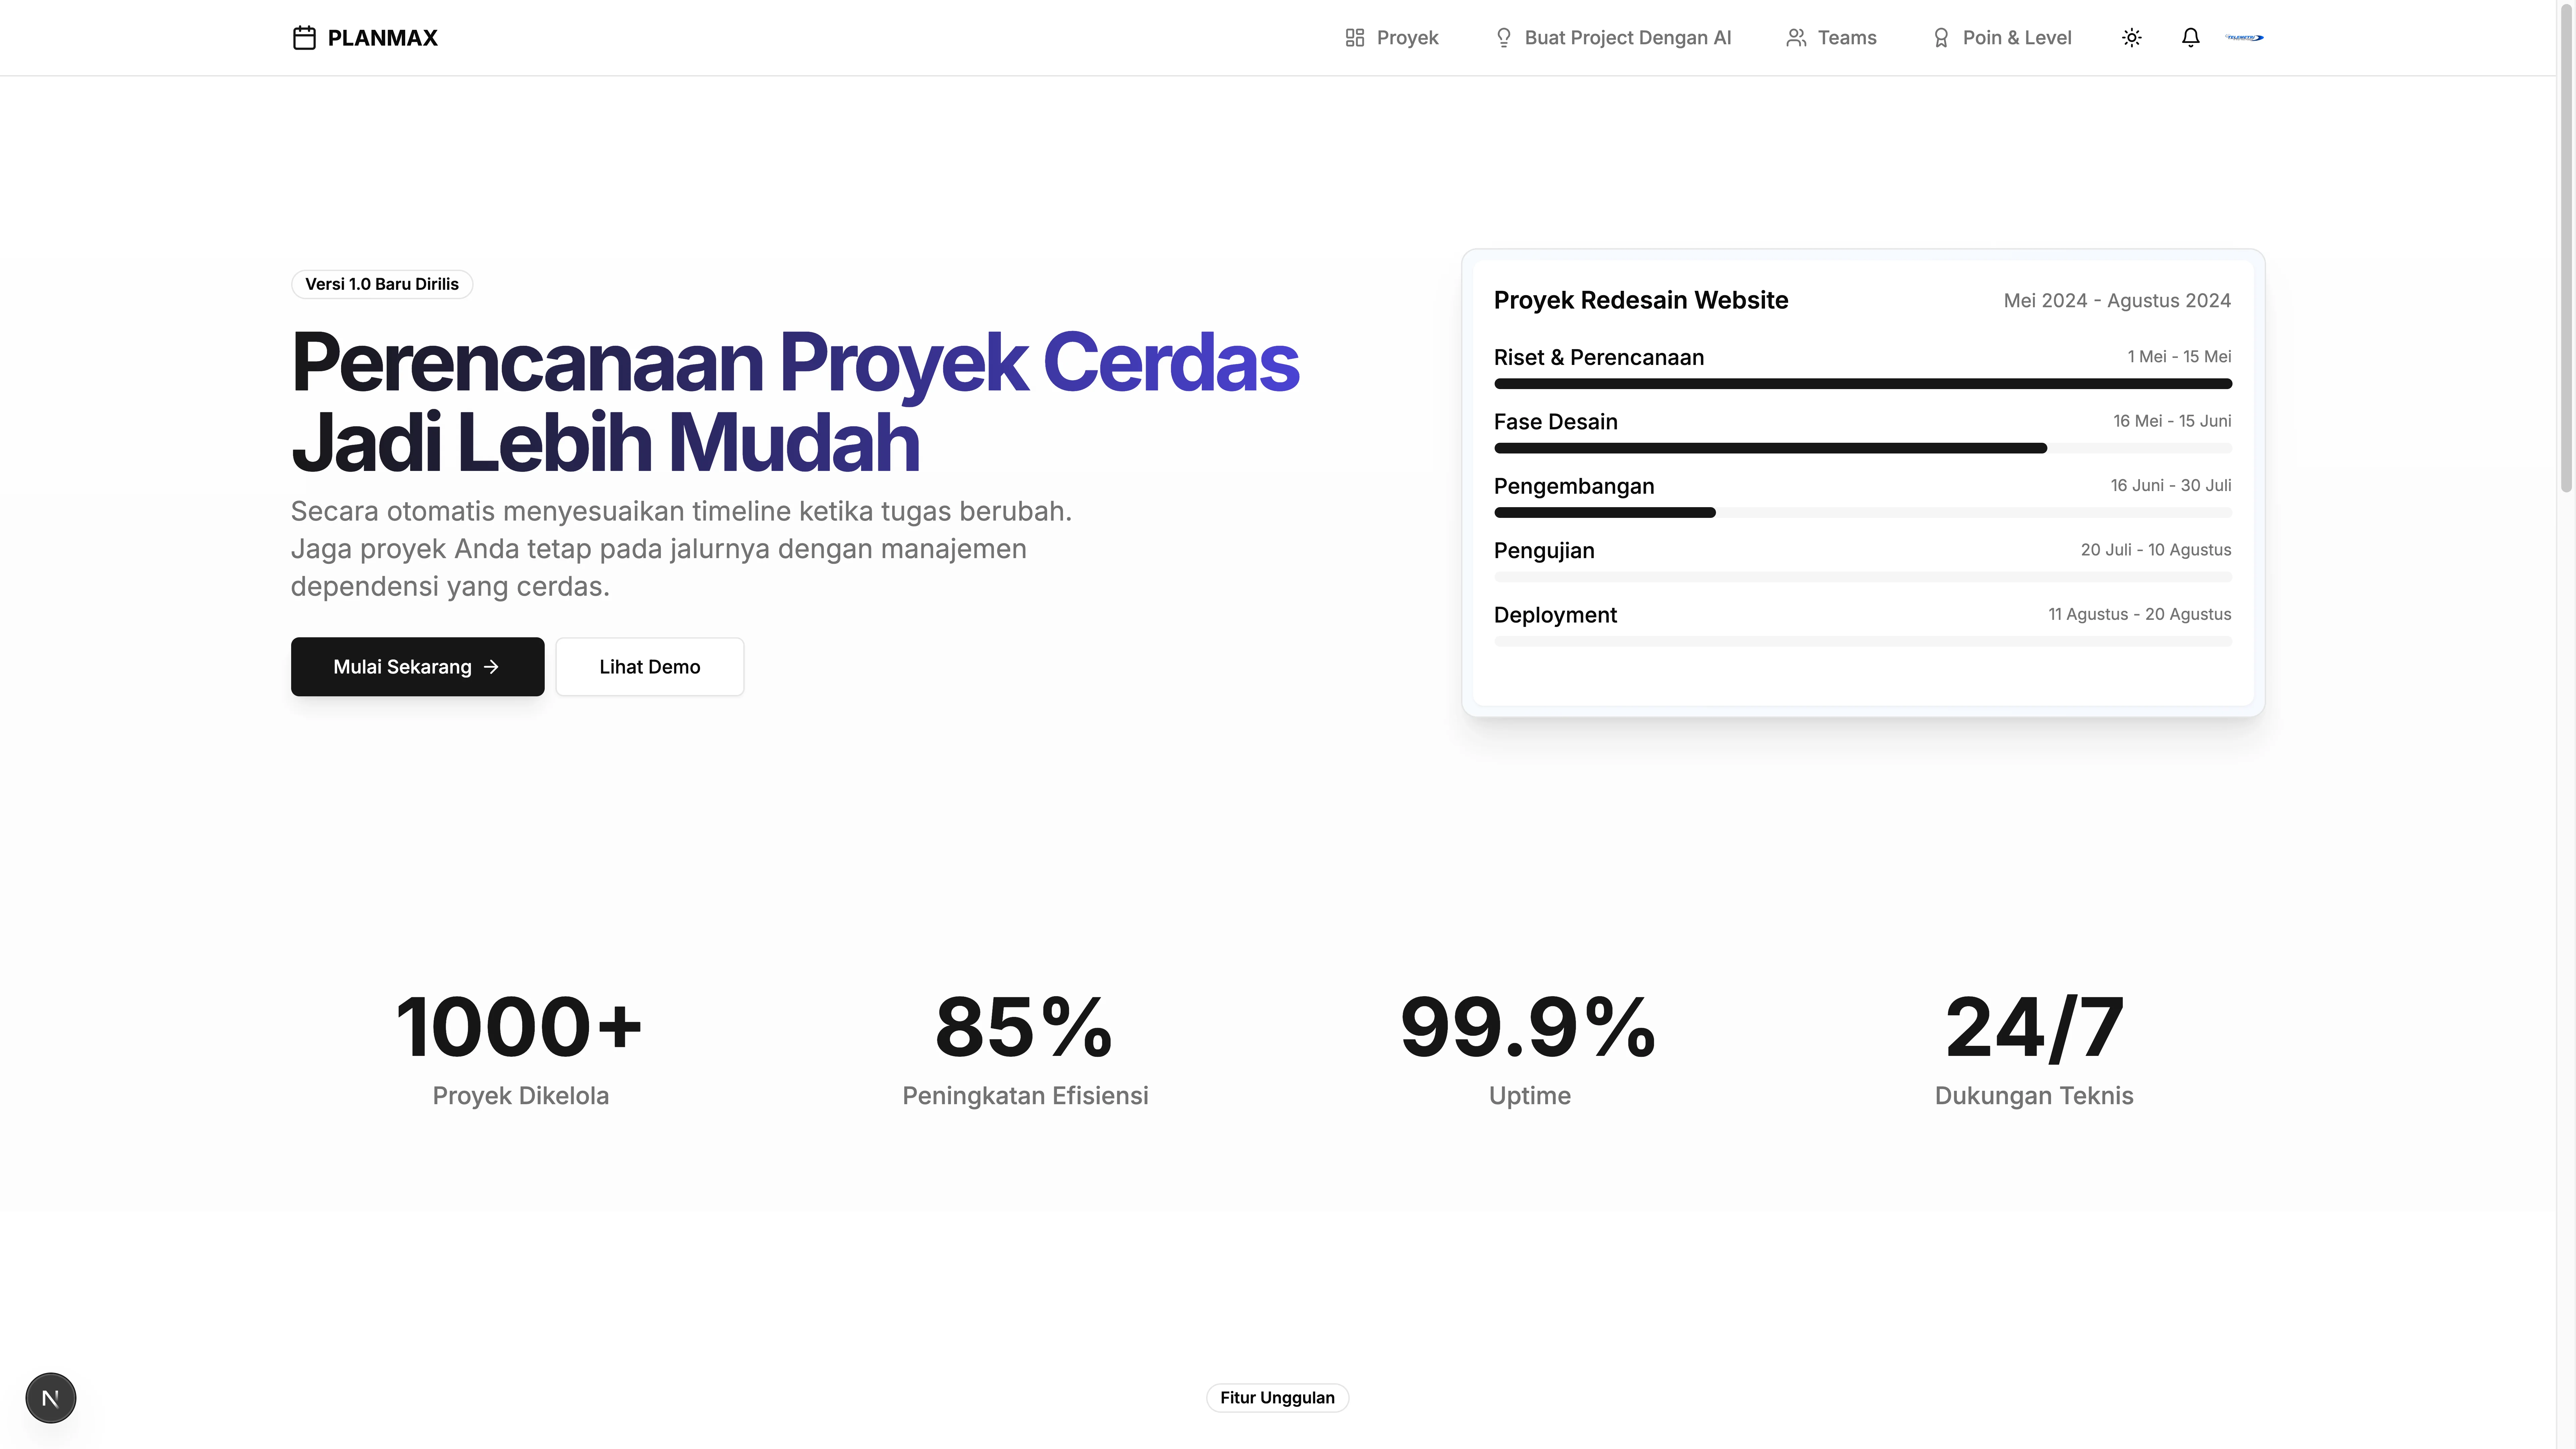 PLANMAX
Proyek
Buat Project Dengan AI
Teams
Poin & Level
Versi 1.0 Baru Dirilis
Perencanaan Proyek Cerdas
Jadi Lebih Mudah
Secara otomatis menyesuaikan timeline ketika tugas berubah.
Jaga proyek Anda tetap pada jalurnya dengan manajemen
dependensi yang cerdas.
Mulai Sekarang →
Lihat Demo
Proyek Redesain Website
Mei 2024 - Agustus 2024
Riset & Perencanaan
1 Mei - 15 Mei
Fase Desain
16 Mei - 15 Juni
Pengembangan
16 Juni - 30 Juli
Pengujian
20 Juli - 10 Agustus
Deployment
11 Agustus - 20 Agustus
1000+
Proyek Dikelola
85%
Peningkatan Efisiensi
99.9%
Uptime
24/7
Dukungan Teknis
N
Fitur Unggulan